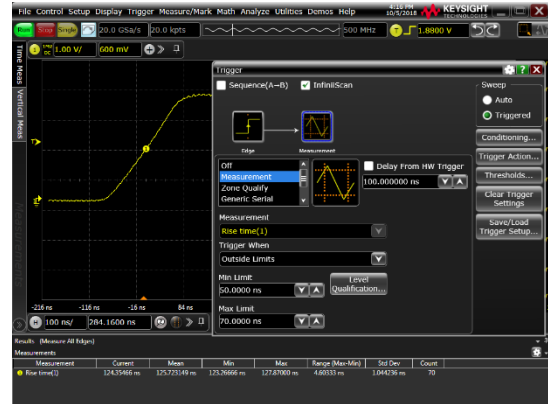 File Control Setup Display Trigger Measure/Mark Math Analyze Utilities Demos Help
4:16 PM
10/5/2018
KEYSIGHT
TECHNOLOGIES
Run Stop Single 20.0 GSa/s 20.0 kpts 500 MHz T 1.8800 V
1 DC 1.00 V/ 600 mV
Time Meas
Vertical Meas
Measurements
Trigger
Sequence(A→B) InfiniiScan
Sweep
Auto
Triggered
Edge Measurement
Conditioning...
Trigger Action...
Thresholds...
Clear Trigger
Settings
Save/Load
Trigger Setup...
Off
Measurement
Zone Qualify
Generic Serial
Delay From HW Trigger
100.000000 ns
Measurement
Rise time(1)
Trigger When
Outside Limits
Min Limit
50.0000 ns
Level
Qualification...
Max Limit
70.0000 ns
-216 ns -116 ns -16 ns 84 ns
H 100 ns/ 284.1600 ns
Results (Measure All Edges)
Measurements
Measurement Current Mean Min Max Range (Max-Min) Std Dev Count
Rise time(1) 124.35466 ns 125.723149 ns 123.26666 ns 127.87000 ns 4.60333 ns 1.044236 ns 70